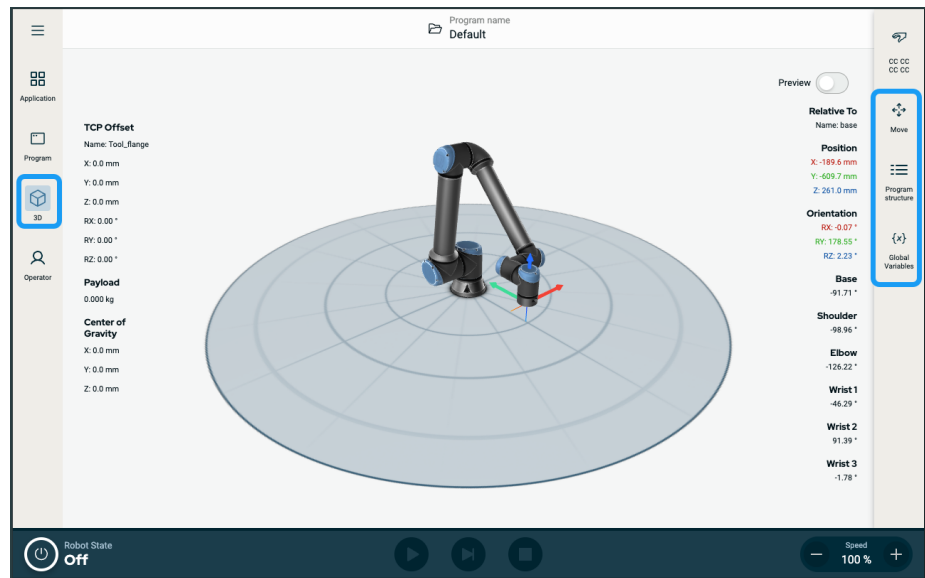 Program name
Default
CC CC
CC CC
Application
Program
3D
Operator
TCP Offset
Name: Tool_flange
X: 0.0 mm
Y: 0.0 mm
Z: 0.0 mm
RX: 0.00 °
RY: 0.00 °
RZ: 0.00 °
Payload
0.000 kg
Center of
Gravity
X: 0.0 mm
Y: 0.0 mm
Z: 0.0 mm
Preview
Relative To
Name: base
Position
X: -189.6 mm
Y: -609.7 mm
Z: 261.0 mm
Orientation
RX: -0.07 °
RY: 178.55 °
RZ: 2.23 °
Base
-91.71 °
Shoulder
-98.96 °
Elbow
-126.22 °
Wrist 1
-46.29 °
Wrist 2
91.39 °
Wrist 3
-1.78 °
Move
Program
structure
{x}
Global
Variables
Robot State
Off
Speed
100 %